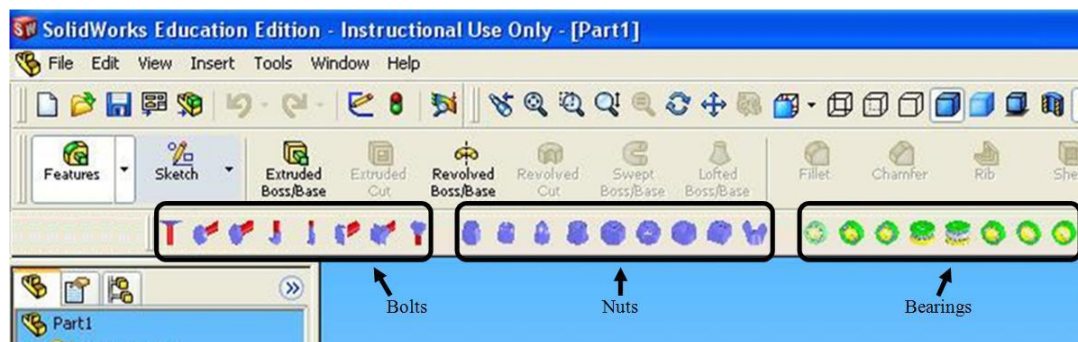 SolidWorks Education Edition - Instructional Use Only - [Part1]
File Edit View Insert Tools Window Help
Features Sketch Extruded Boss/Base Extruded Cut Revolved Boss/Base Revolved Cut Swept Boss/Base Lofted Boss/Base Fillet Chamfer Rib She
Bolts Nuts Bearings
Part1